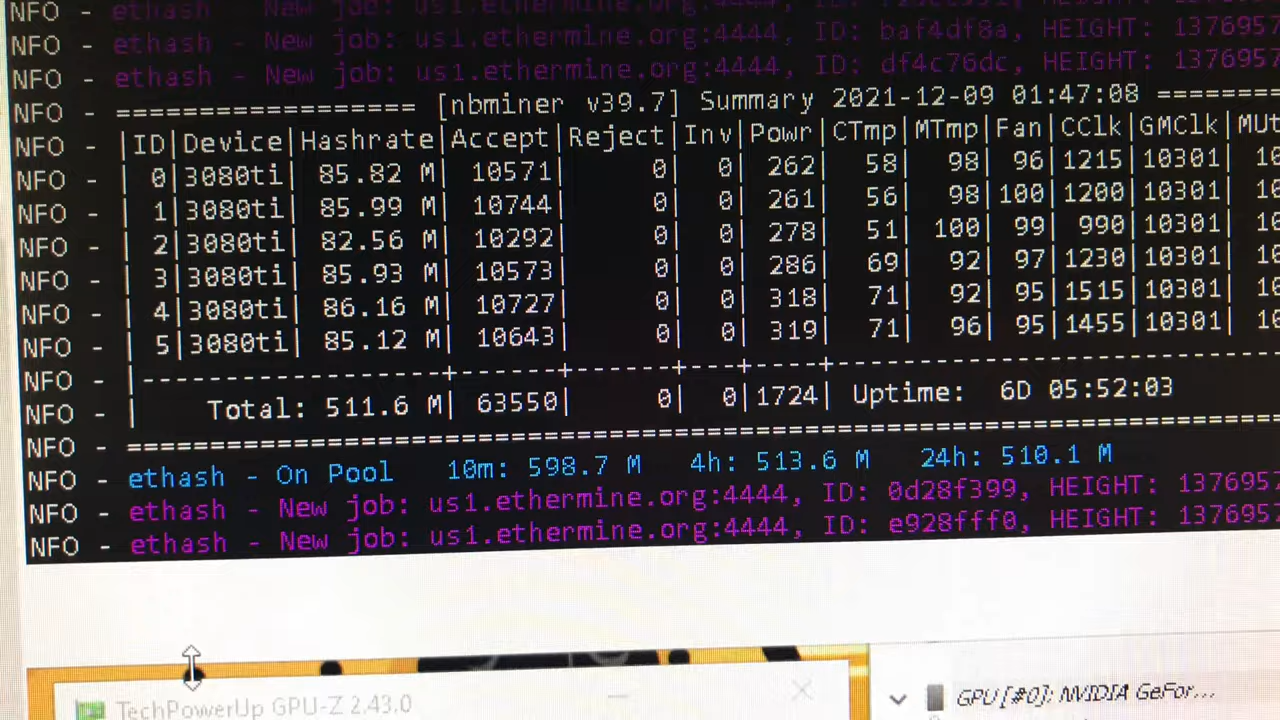 NFO -
NFO - ethash - New job: us1.ethermine.org:4444, ID: baf4df8a, HEIGHT: 1376957
NFO - ethash - New job: us1.ethermine.org:4444, ID: df4c76dc, HEIGHT: 1376957
NFO - =================== [nbminer v39.7] Summary 2021-12-09 01:47:08 ========
NFO - |ID|Device|Hashrate|Accept|Reject|Inv|Powr|CTmp|MTmp|Fan|CClk|GMClk|MUt
NFO - | 0|3080ti| 85.82 M| 10571| 0| 0| 262| 58| 98| 96|1215|10301| 10
NFO - | 1|3080ti| 85.99 M| 10744| 0| 0| 261| 56| 98|100|1200|10301| 10
NFO - | 2|3080ti| 82.56 M| 10292| 0| 0| 278| 51| 100| 99| 990|10301| 10
NFO - | 3|3080ti| 85.93 M| 10573| 0| 0| 286| 69| 92| 97|1230|10301| 10
NFO - | 4|3080ti| 86.16 M| 10727| 0| 0| 318| 71| 92| 95|1515|10301| 10
NFO - | 5|3080ti| 85.12 M| 10643| 0| 0| 319| 71| 96| 95|1455|10301| 10
NFO - |------------------+------+------+---+----+--------------------------
NFO - | Total: 511.6 M| 63550| 0| 0|1724| Uptime: 6D 05:52:03
NFO - ====================================================================
NFO - ethash - On Pool 10m: 598.7 M 4h: 513.6 M 24h: 510.1 M
NFO - ethash - New job: us1.ethermine.org:4444, ID: 0d28f399, HEIGHT: 1376957
NFO - ethash - New job: us1.ethermine.org:4444, ID: e928fff0, HEIGHT: 1376957
TechPowerUp GPU-Z 2.43.0
GPU [#0]: NVIDIA GeFor...